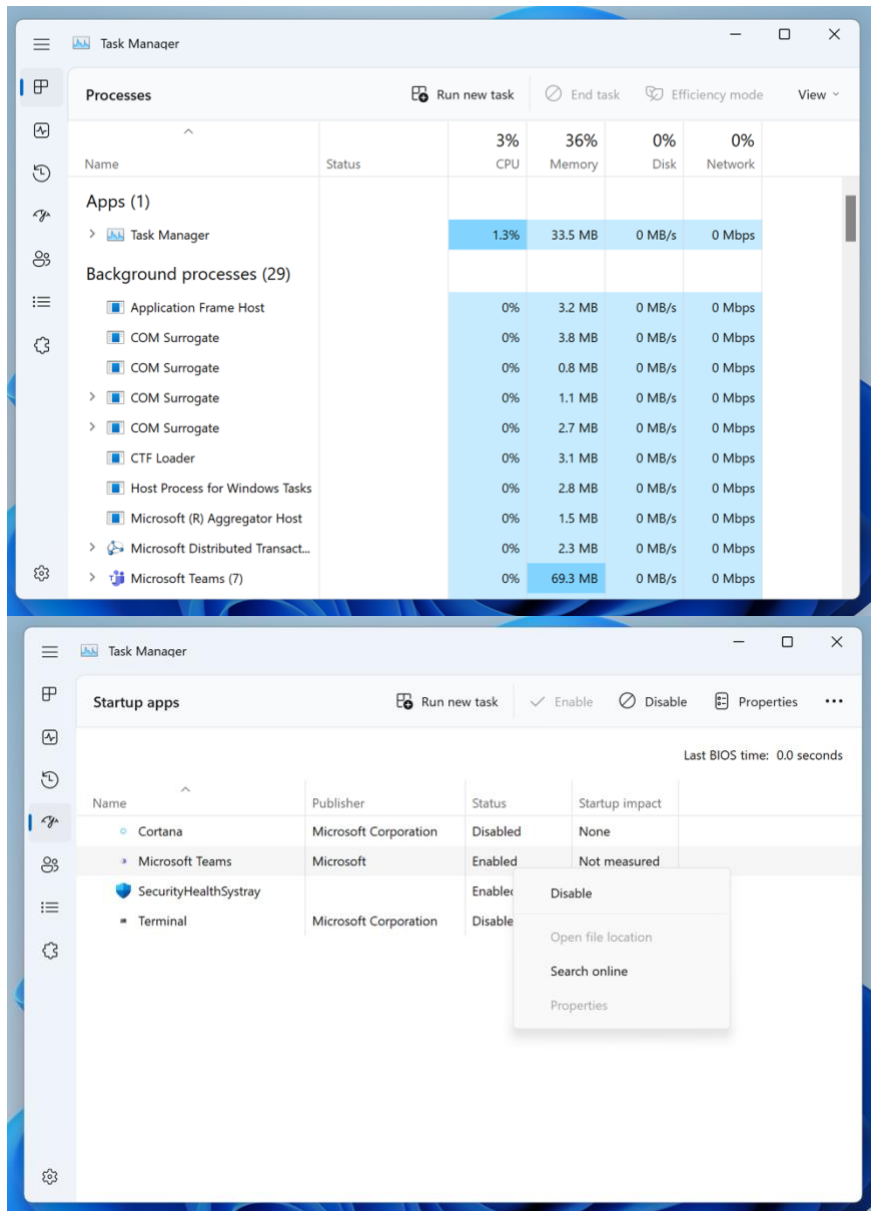 Task Manager
Processes Run new task End task Efficiency mode View
3% 36% 0% 0%
Name Status CPU Memory Disk Network
Apps (1)
Task Manager 1.3% 33.5 MB 0 MB/s 0 Mbps
Background processes (29)
Application Frame Host 0% 3.2 MB 0 MB/s 0 Mbps
COM Surrogate 0% 3.8 MB 0 MB/s 0 Mbps
COM Surrogate 0% 0.8 MB 0 MB/s 0 Mbps
COM Surrogate 0% 1.1 MB 0 MB/s 0 Mbps
COM Surrogate 0% 2.7 MB 0 MB/s 0 Mbps
CTF Loader 0% 3.1 MB 0 MB/s 0 Mbps
Host Process for Windows Tasks 0% 2.8 MB 0 MB/s 0 Mbps
Microsoft (R) Aggregator Host 0% 1.5 MB 0 MB/s 0 Mbps
Microsoft Distributed Transact... 0% 2.3 MB 0 MB/s 0 Mbps
Microsoft Teams (7) 0% 69.3 MB 0 MB/s 0 Mbps
Task Manager
Startup apps Run new task Enable Disable Properties ...
Last BIOS time: 0.0 seconds
Name Publisher Status Startup impact
Cortana Microsoft Corporation Disabled None
Microsoft Teams Microsoft Enabled Not measured
SecurityHealthSystray Enabled
Terminal Microsoft Corporation Disable
Disable
Open file location
Search online
Properties